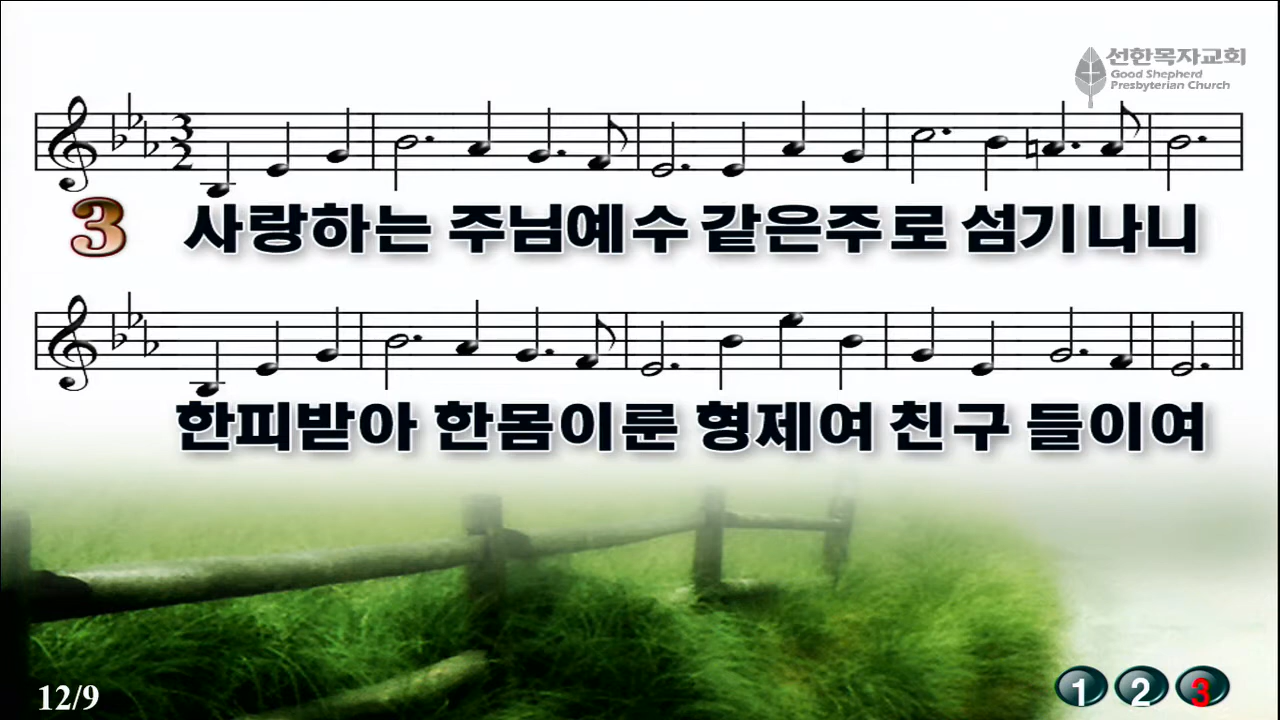 선한목자교회
Good Shepherd
Presbyterian Church
3 사랑하는 주님예수 같은주로 섬기나니
한피받아 한몸이룬 형제여 친구 들이여
12/9
1 2 3